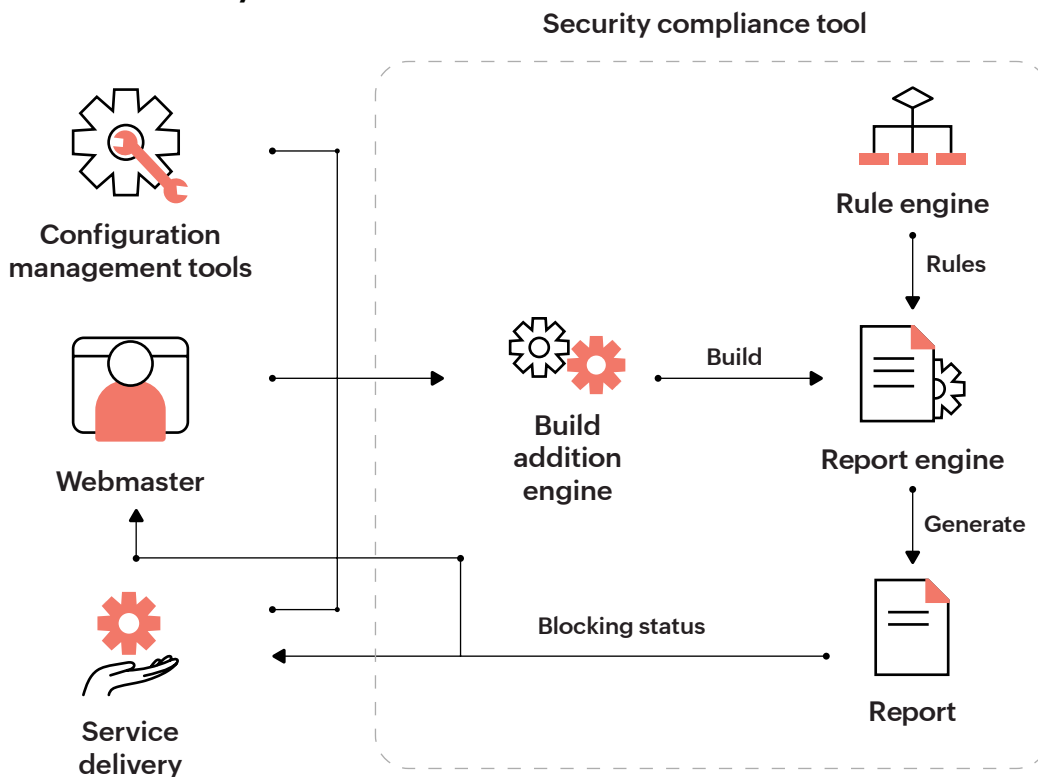 Security compliance tool
Configuration
management tools
Rule engine
Rules
Webmaster
Build
addition
engine
Build
Report engine
Generate
Service
delivery
Blocking status
Report